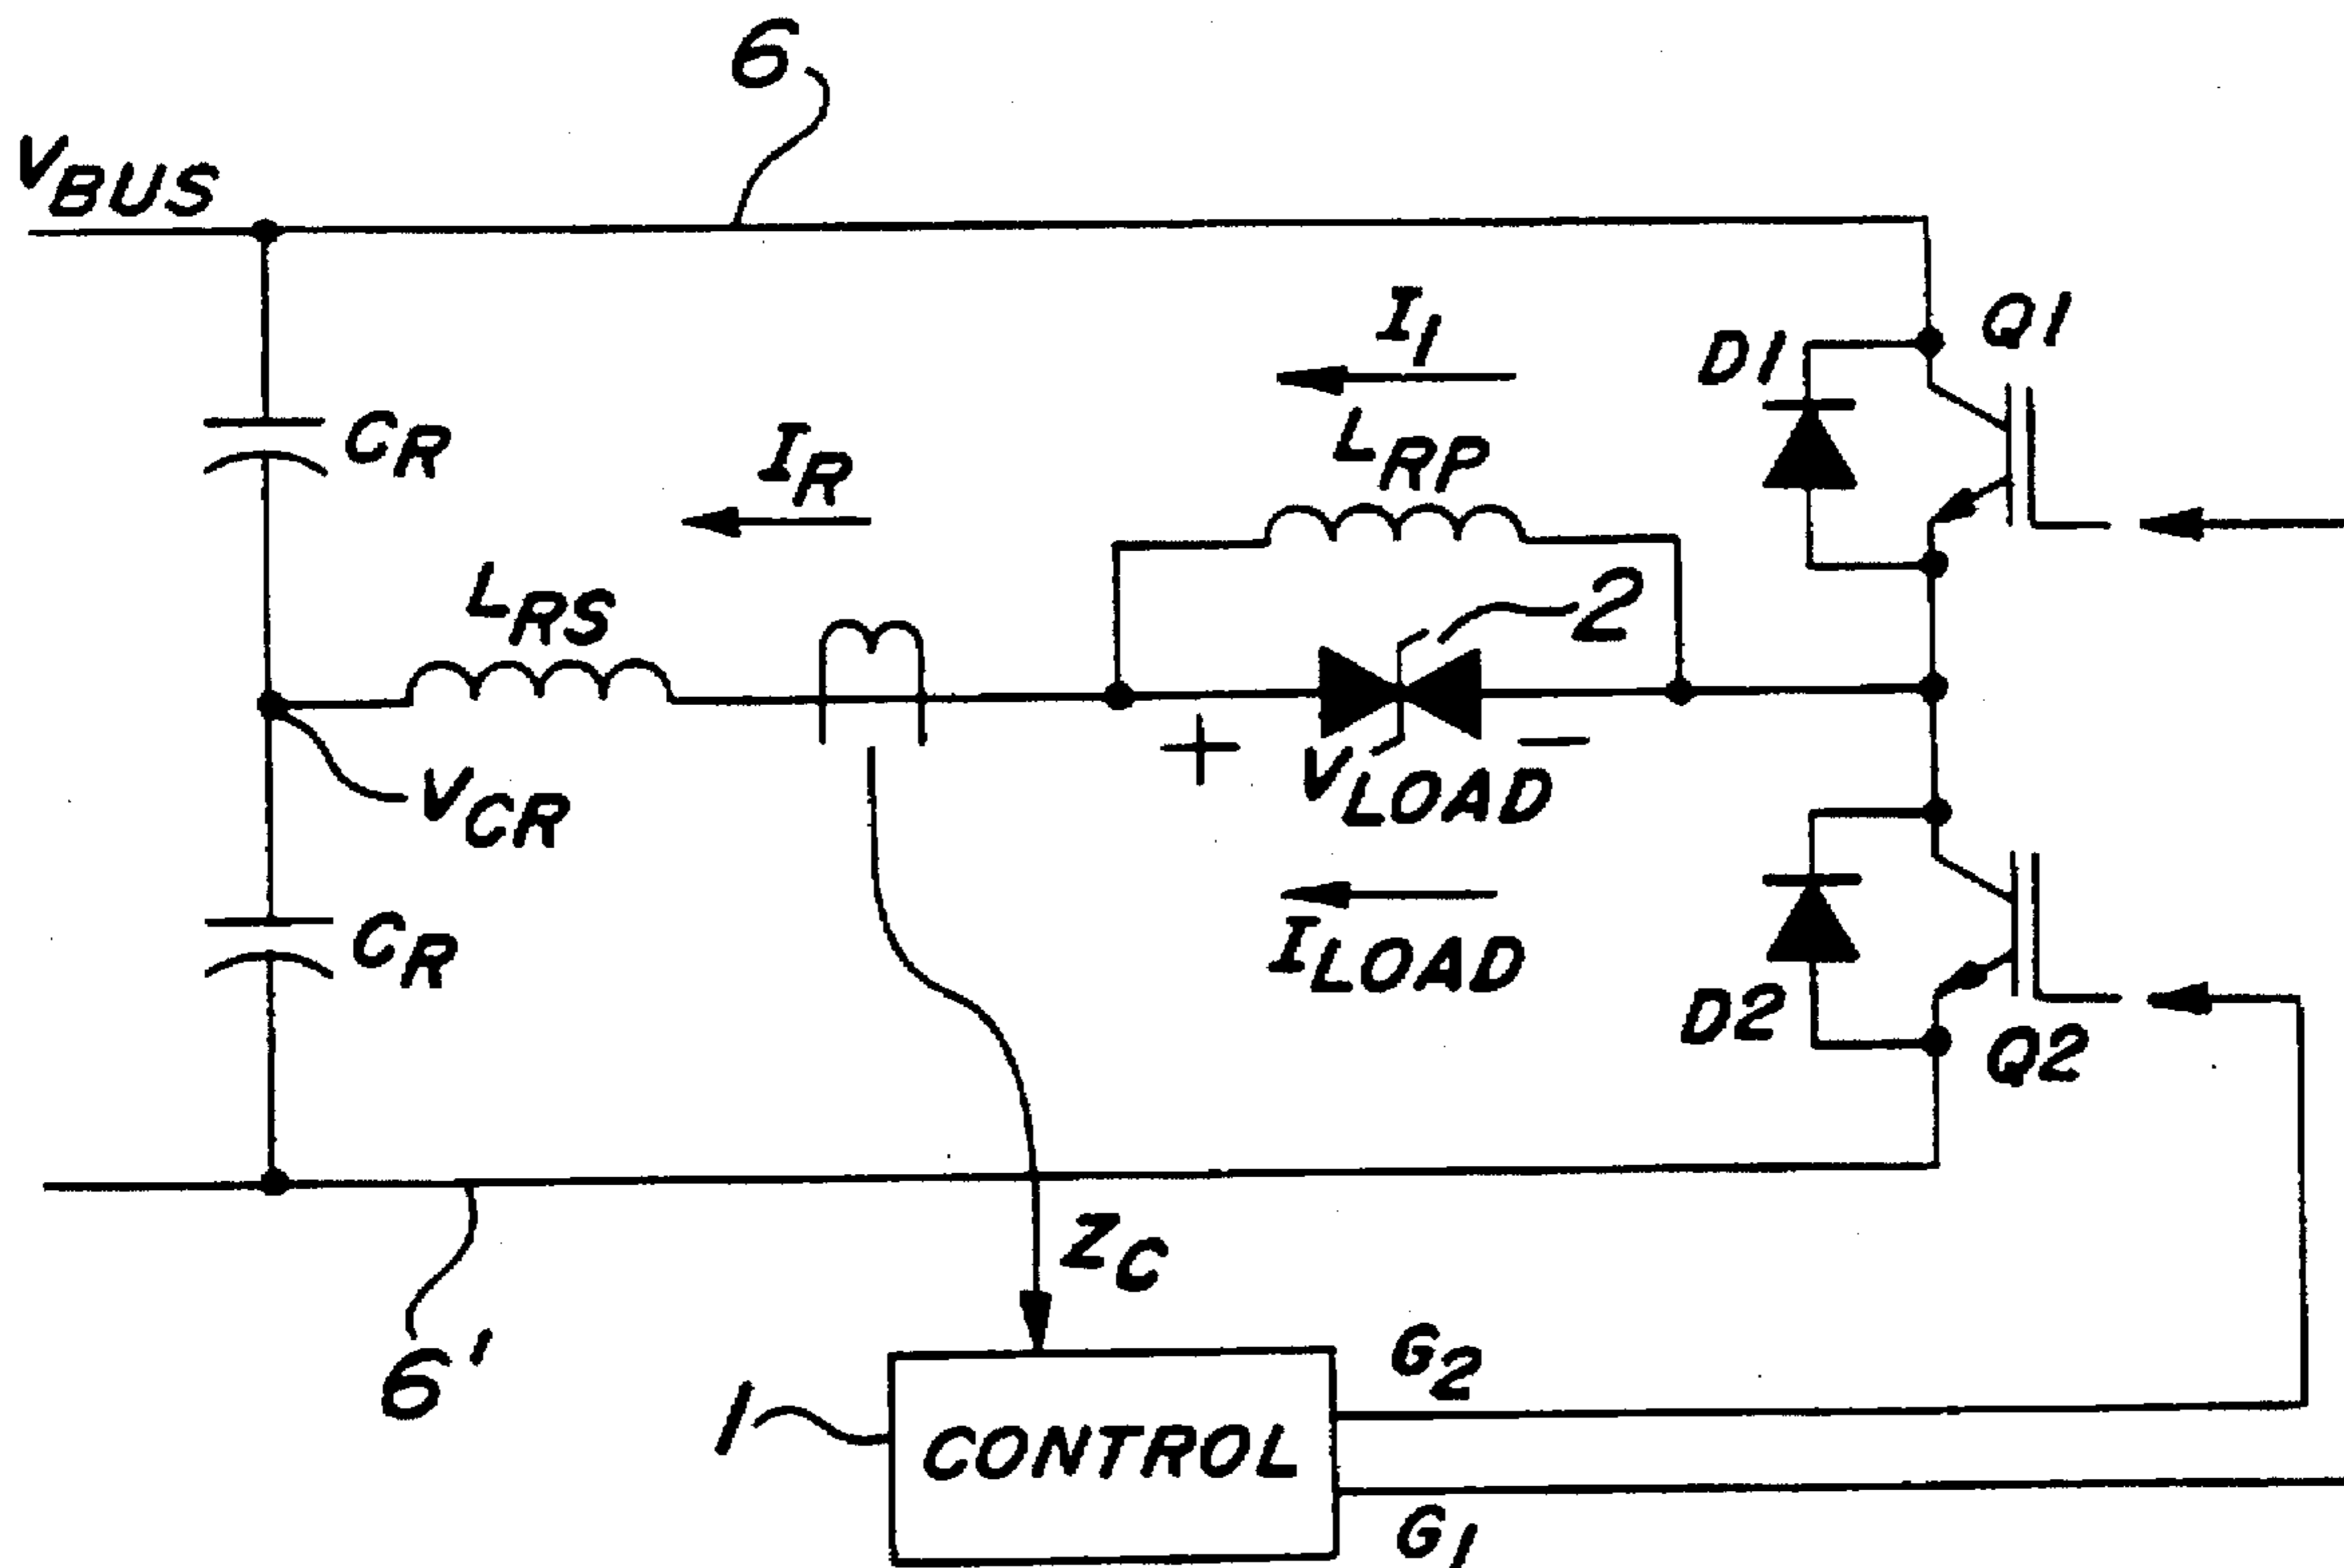 6
VBUS
I1
Q1
D1
CR
IR
LRP
LRS
2
+
−
VCR
VLOAD
CR
ILOAD
D2
Q2
ZC
6'
G2
1
CONTROL
G1